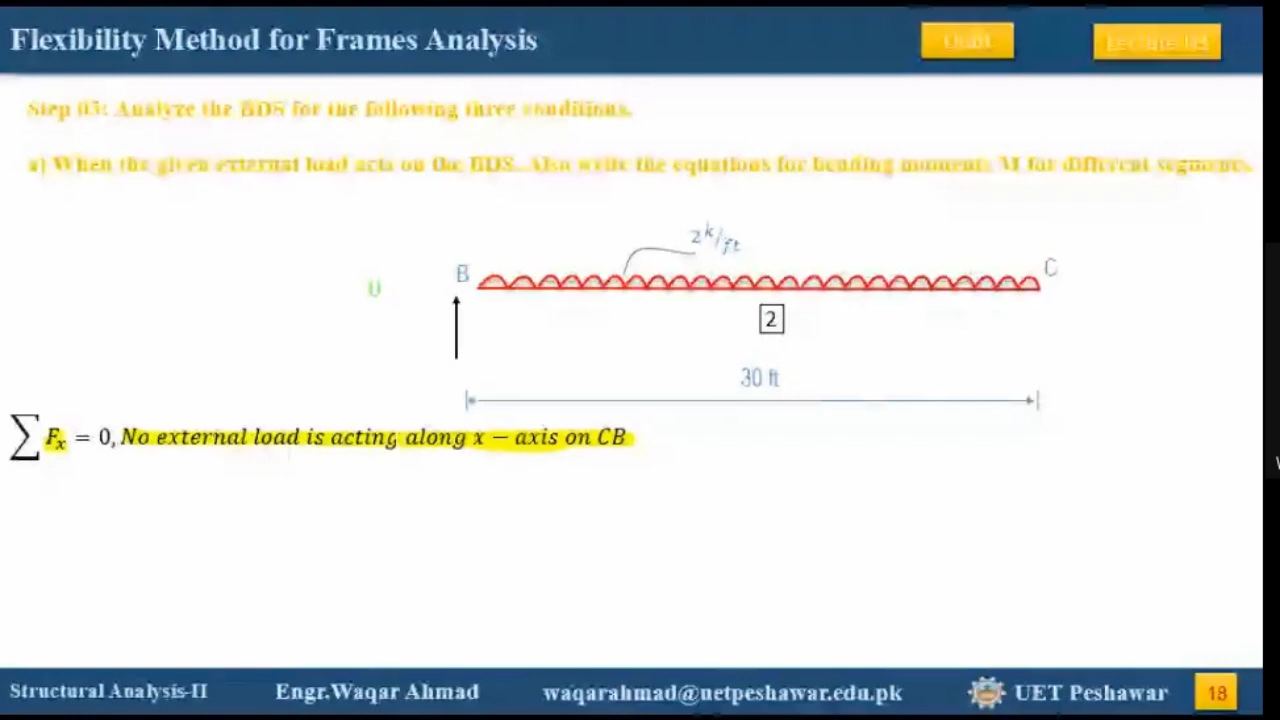 Flexibility Method for Frames Analysis
Step 03: Analyze the BDS for the following three conditions.
a) When the given external load acts on the BDS. Also write the equations for bending moments M for different segments.
2 k/ft
B
C
0
2
30 ft
∑ Fₓ = 0, No external load is acting along x − axis on CB
Structural Analysis-II
Engr.Waqar Ahmad
waqarahmad@uetpeshawar.edu.pk
UET Peshawar
18